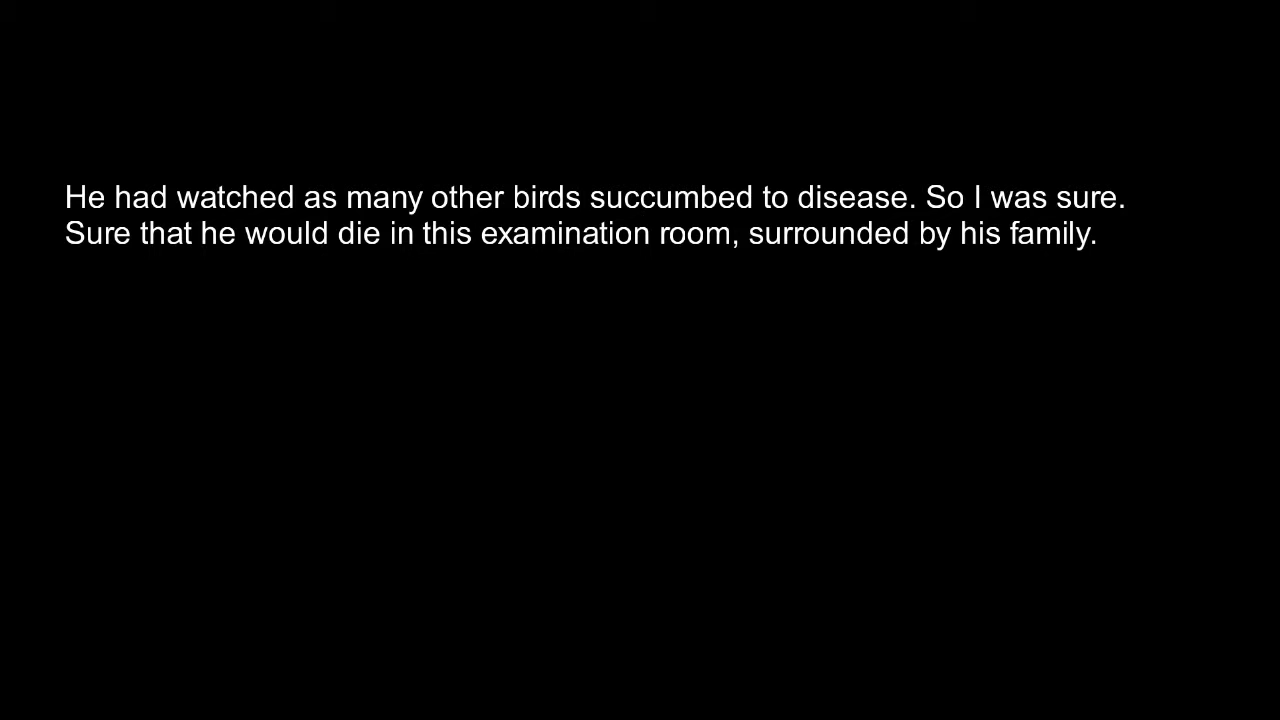 He had watched as many other birds succumbed to disease. So I was sure.
Sure that he would die in this examination room, surrounded by his family.